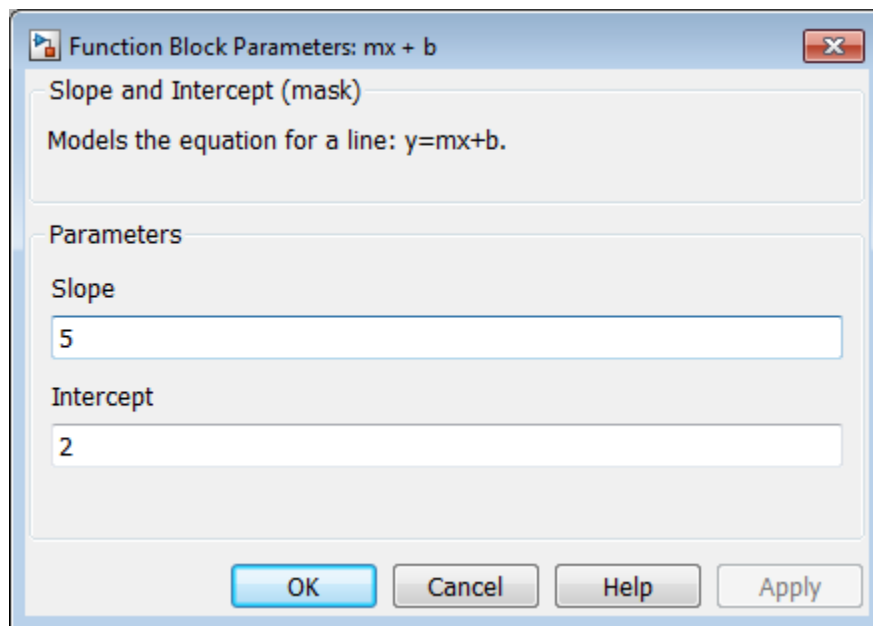 Function Block Parameters: mx + b
Slope and Intercept (mask)
Models the equation for a line: y=mx+b.
Parameters
Slope
5
Intercept
2
OK Cancel Help Apply